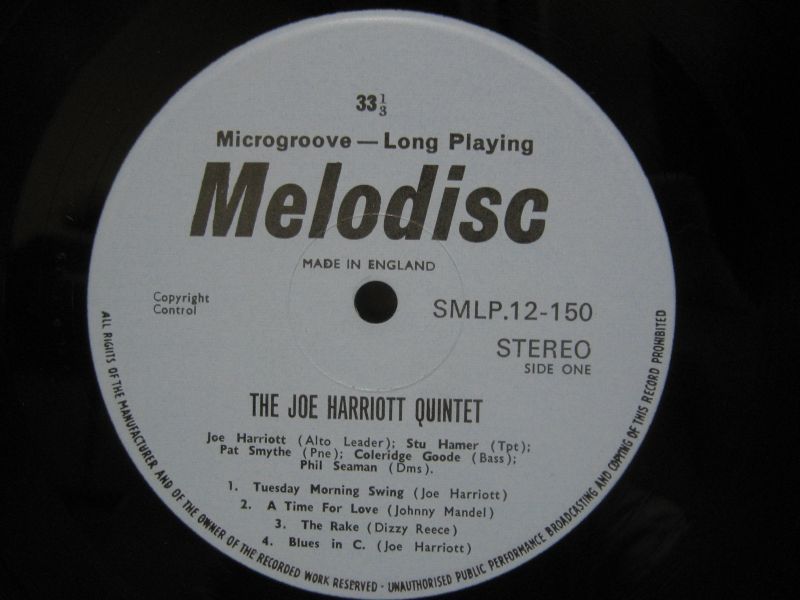 33 1/3
Microgroove — Long Playing
Melodisc
MADE IN ENGLAND
Copyright
Control
SMLP.12-150
STEREO
SIDE ONE
THE JOE HARRIOTT QUINTET
Joe Harriott (Alto Leader); Stu Hamer (Tpt);
Pat Smythe (Pne); Coleridge Goode (Bass);
Phil Seaman (Dms).
1. Tuesday Morning Swing (Joe Harriott)
2. A Time For Love (Johnny Mandel)
3. The Rake (Dizzy Reece)
4. Blues in C. (Joe Harriott)
ALL RIGHTS OF THE MANUFACTURER AND OF THE OWNER OF THE RECORDED WORK RESERVED - UNAUTHORISED PUBLIC PERFORMANCE BROADCASTING AND COPYING OF THIS RECORD PROHIBITED